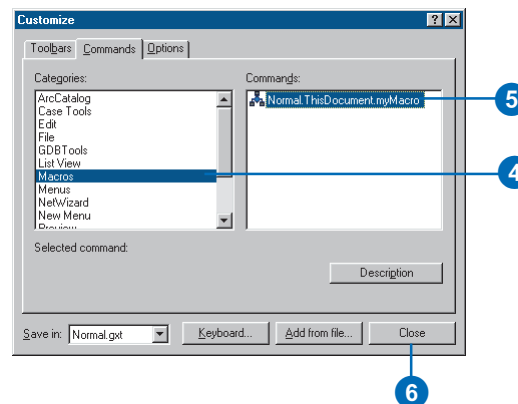 Customize
Toolbars Commands Options
Categories:
ArcCatalog
Case Tools
Edit
File
GDBTools
List View
Macros
Menus
NetWizard
New Menu
Preview
Commands:
Normal.ThisDocument.myMacro
5
4
Selected command:
Description
Save in: Normal.gxt Keyboard... Add from file... Close
6